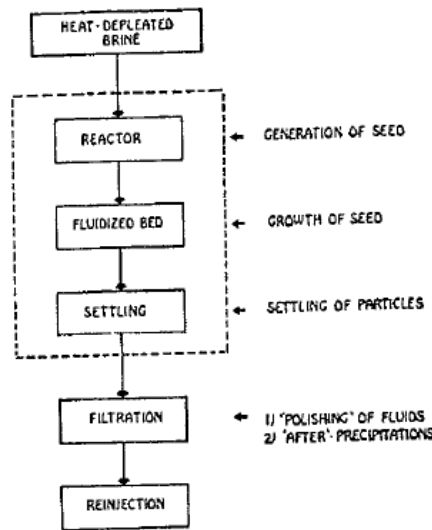 HEAT-DEPLEATED
BRINE
REACTOR
GENERATION OF SEED
FLUIDIZED BED
GROWTH OF SEED
SETTLING
SETTLING OF PARTICLES
FILTRATION
1) "POLISHING" OF FLUIDS
2) "AFTER"-PRECIPITATIONS
REINJECTION